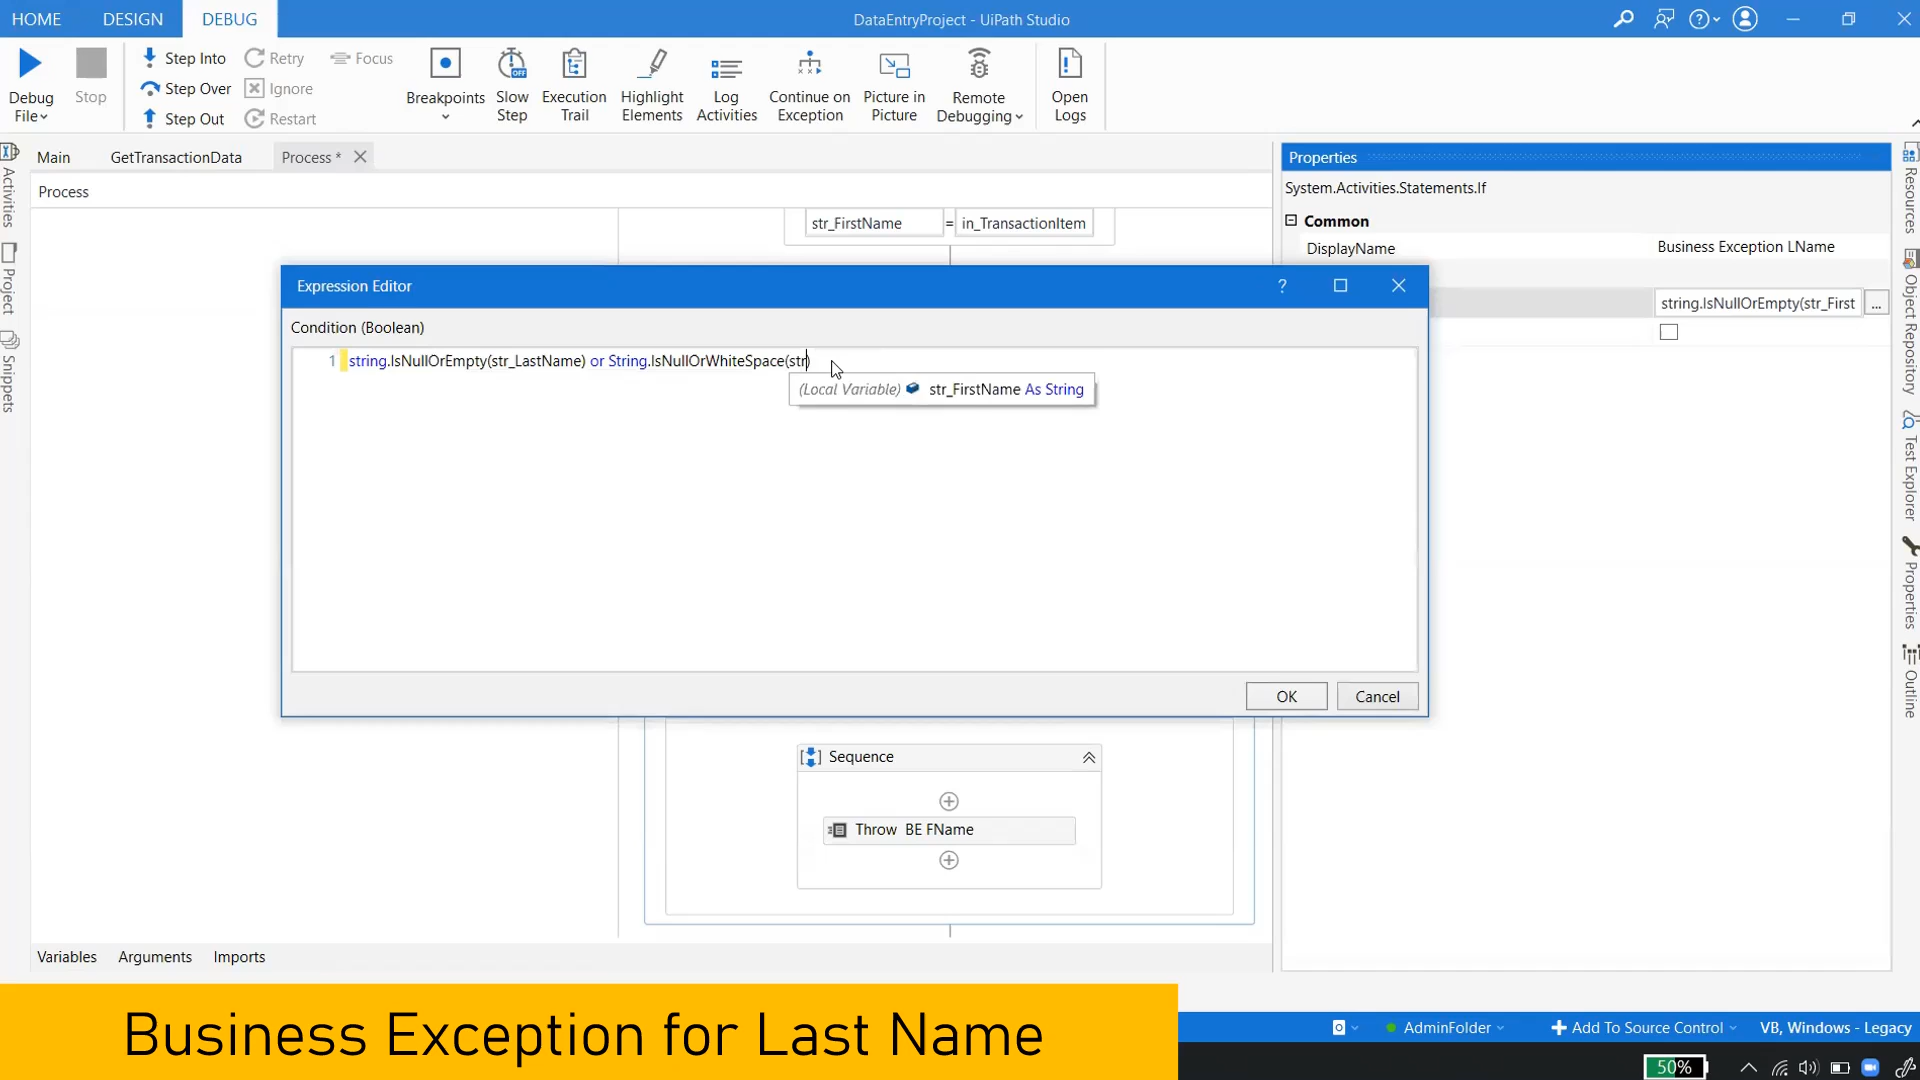 HOME DESIGN DEBUG DataEntryProject - UiPath Studio
Debug File
Stop
Step Into
Step Over
Step Out
Retry
Ignore
Restart
Focus
Breakpoints
Slow Step
Execution Trail
Highlight Elements
Log Activities
Continue on Exception
Picture in Picture
Remote Debugging
Open Logs
Main GetTransactionData Process *
Process
Activities
Project
Snippets
str_FirstName = in_TransactionItem
Expression Editor ?
Condition (Boolean)
1 string.IsNullOrEmpty(str_LastName) or String.IsNullOrWhiteSpace(str)
(Local Variable) str_FirstName As String
OK Cancel
Sequence
Throw BE FName
Variables Arguments Imports
Properties
System.Activities.Statements.If
Common
DisplayName Business Exception LName
string.IsNullOrEmpty(str_First ...
Resources
Object Repository
Test Explorer
Properties
Outline
AdminFolder Add To Source Control VB, Windows - Legacy
Business Exception for Last Name
50%